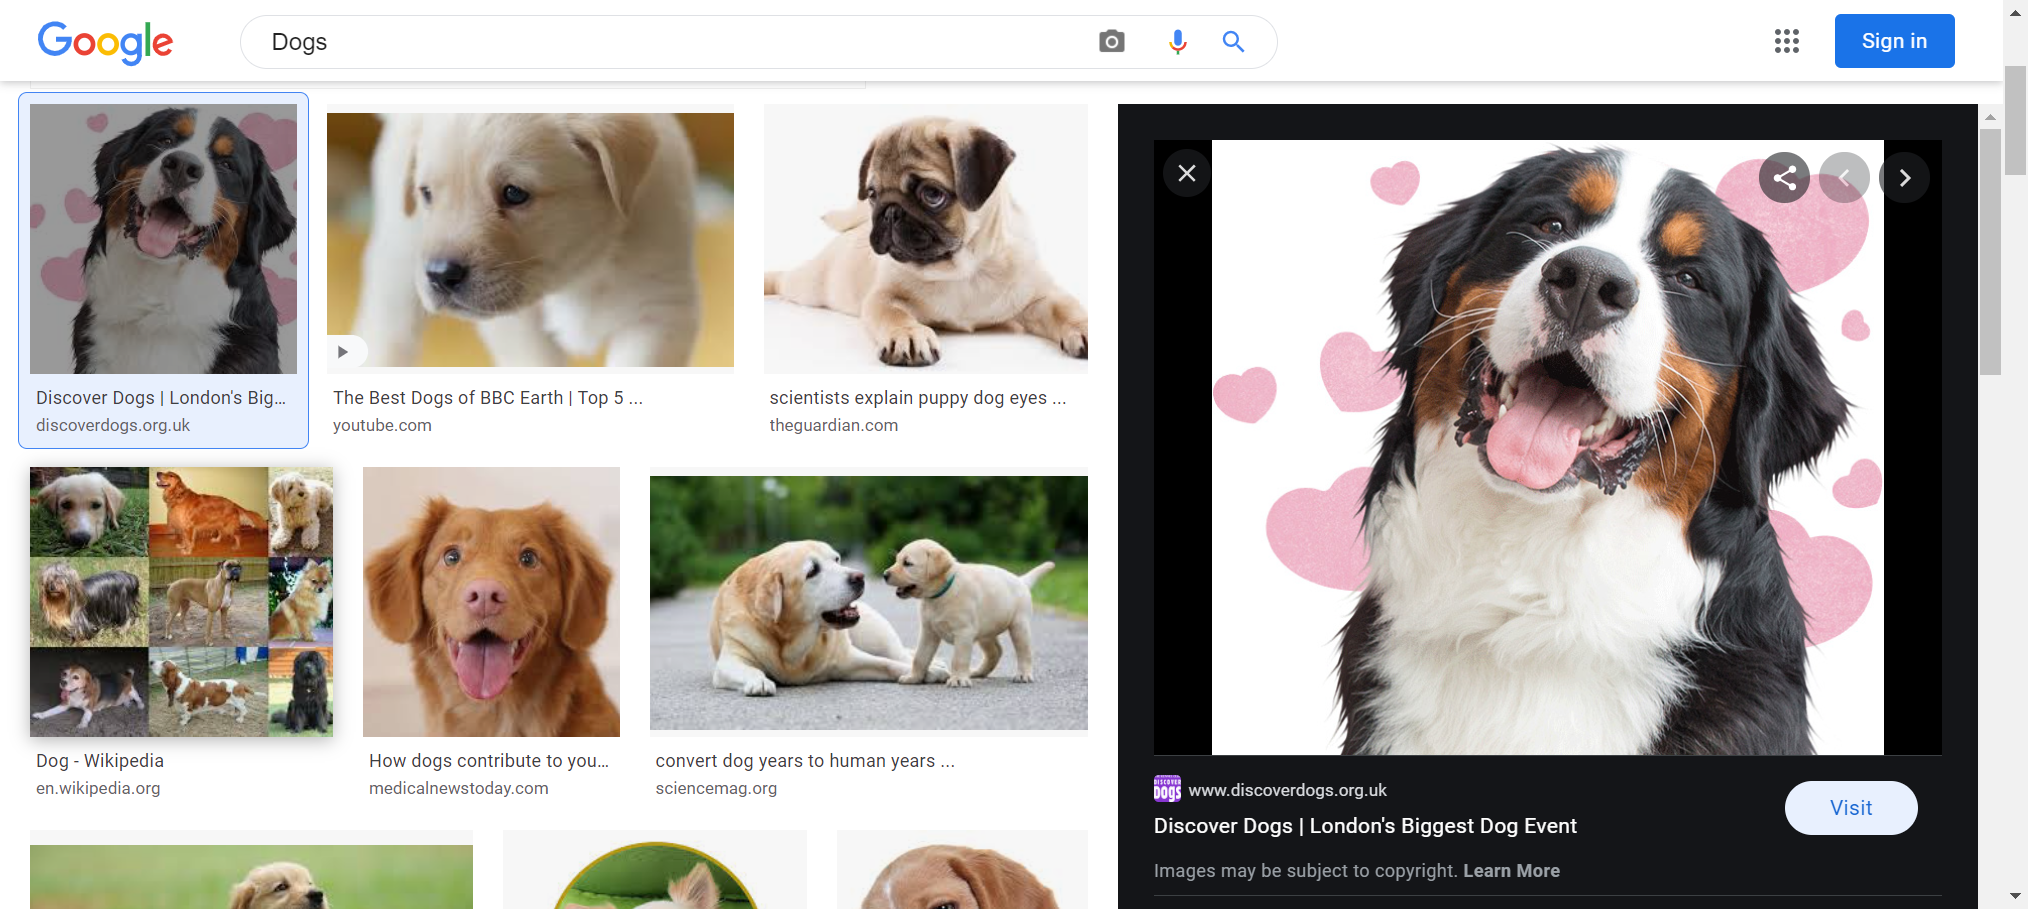 Google
Dogs
Sign in
Discover Dogs | London's Big...
discoverdogs.org.uk
The Best Dogs of BBC Earth | Top 5 ...
youtube.com
scientists explain puppy dog eyes ...
theguardian.com
Dog - Wikipedia
en.wikipedia.org
How dogs contribute to you...
medicalnewstoday.com
convert dog years to human years ...
sciencemag.org
DISCOVER
DOGS
www.discoverdogs.org.uk
Discover Dogs | London's Biggest Dog Event
Visit
Images may be subject to copyright. Learn More